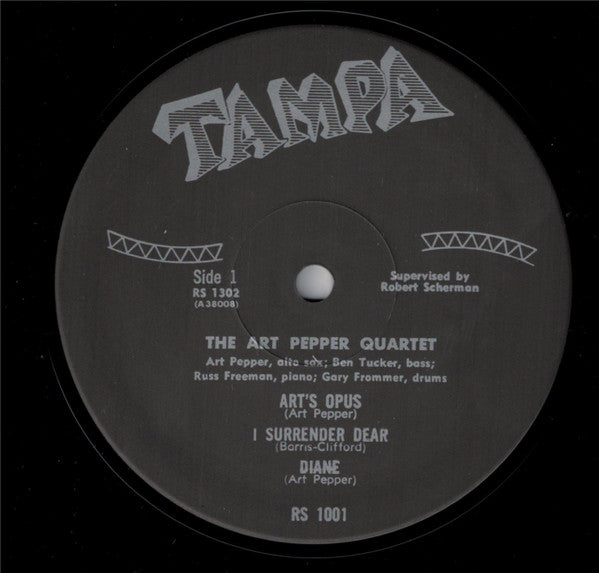 TAMPA
Side 1
RS 1302
(A 38008)
Supervised by
Robert Scherman
THE ART PEPPER QUARTET
Art Pepper, alto sax; Ben Tucker, bass;
Russ Freeman, piano; Gary Frommer, drums
ART'S OPUS
(Art Pepper)
I SURRENDER DEAR
(Barris-Clifford)
DIANE
(Art Pepper)
RS 1001